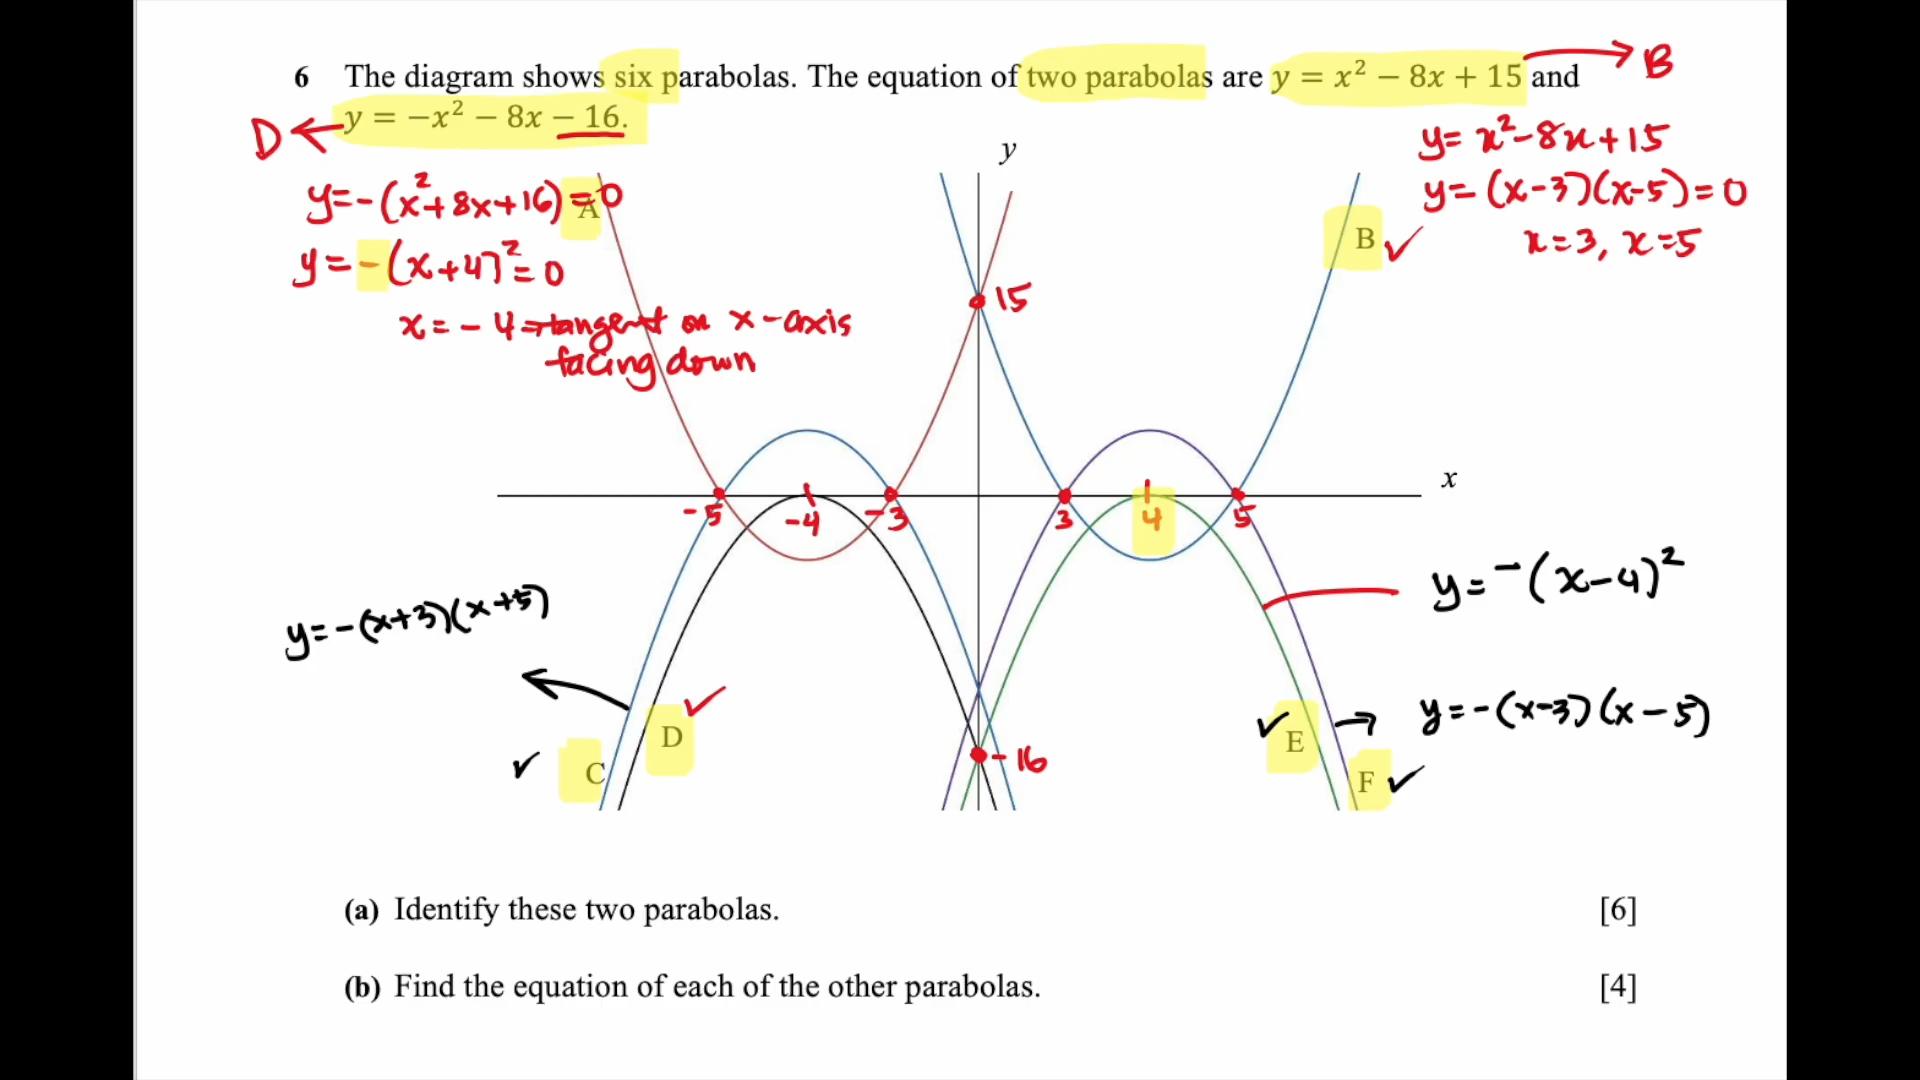 6 The diagram shows six parabolas. The equation of two parabolas are y = x² − 8x + 15 and → B
D ← y = −x² − 8x − 16.
y = x² − 8x + 15
y
y = −(x² + 8x + 16) = 0
A
y = (x − 3)(x − 5) = 0
B ✓
x = 3, x = 5
y = −(x + 4)² = 0
15
x = −4 → tangent on x-axis
facing down
x
−5
−4
−3
3
4
5
y = −(x − 4)²
y = −(x + 3)(x + 5)
D ✓
✓ E
→ y = −(x − 3)(x − 5)
✓ C
−16
F ✓
(a) Identify these two parabolas. [6]
(b) Find the equation of each of the other parabolas. [4]